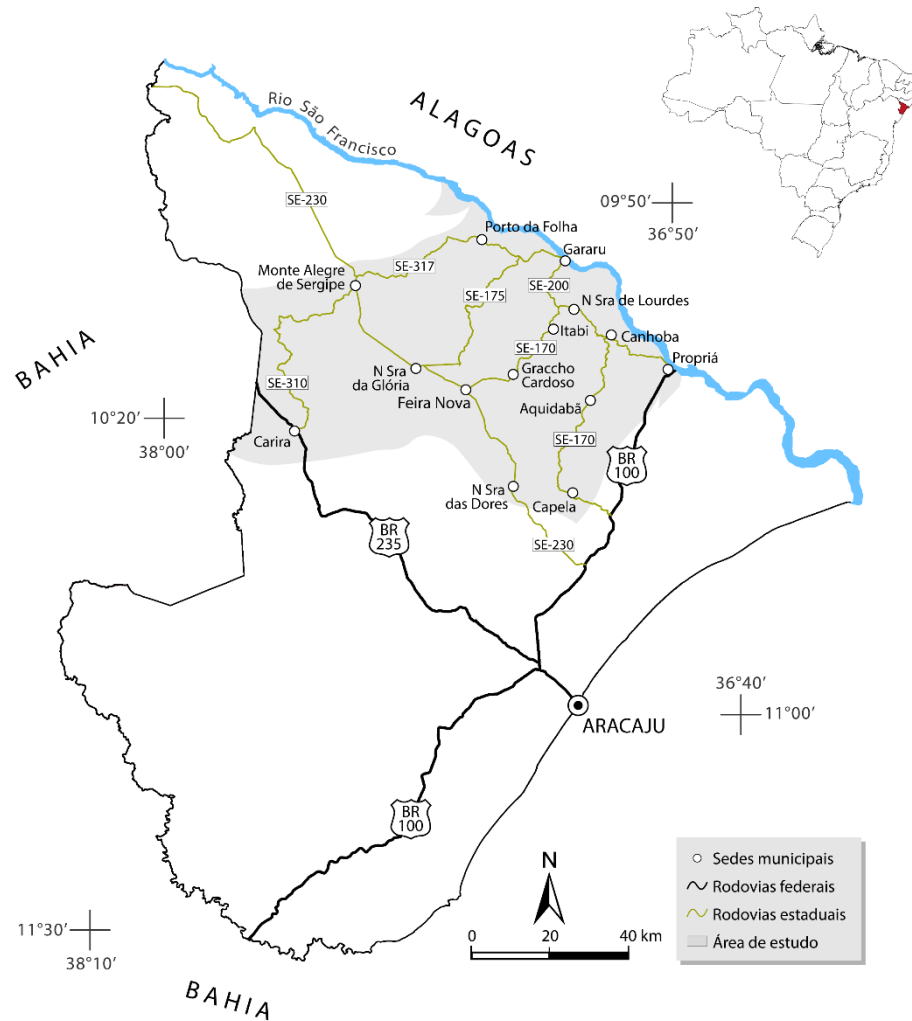 ALAGOAS
Rio São Francisco
09°50’
36°50’
SE-230
Porto da Folha
Gararu
Monte Alegre
de Sergipe
SE-317
SE-200
SE-175
N Sra de Lourdes
Itabi
Canhoba
SE-170
Propriá
BAHIA
N Sra
da Glória
Graccho
Cardoso
SE-310
Feira Nova
Aquidabã
10°20’
38°00’
Carira
SE-170
BR
100
N Sra
das Dores
Capela
BR
235
SE-230
36°40’
11°00’
ARACAJU
BR
100
N
Sedes municipais
Rodovias federais
Rodovias estaduais
Área de estudo
11°30’
38°10’
0 20 40 km
BAHIA